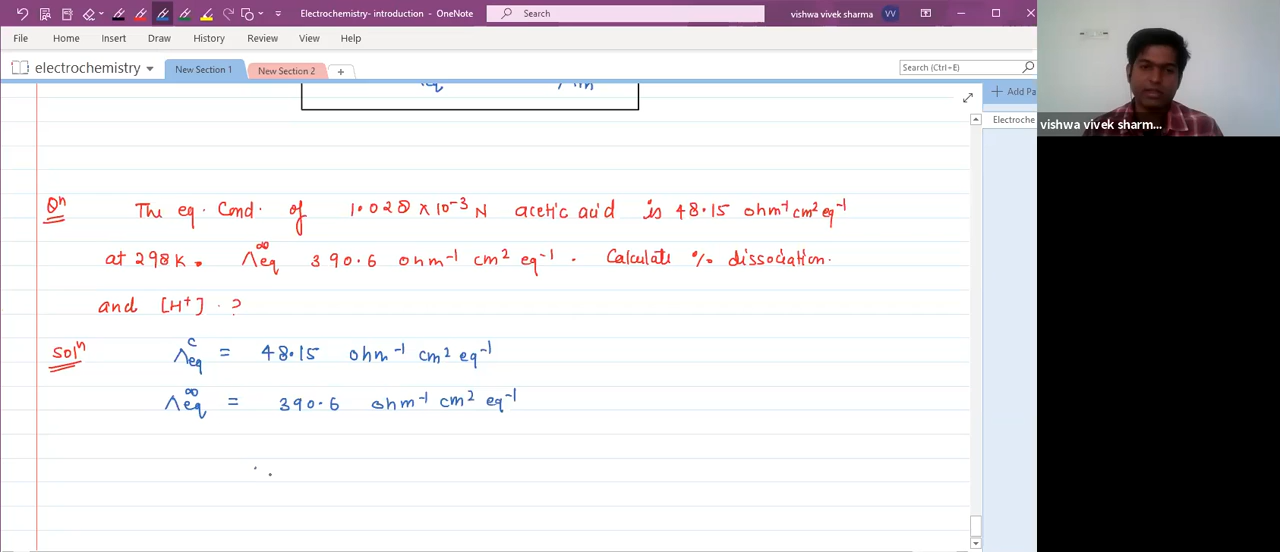 Electrochemistry- introduction - OneNote
Search
vishwa vivek sharma
VV
File Home Insert Draw History Review View Help
electrochemistry
New Section 1
New Section 2
Search (Ctrl+E)
Add Pa
Electroche
vishwa vivek sharm...
eq
Qⁿ The eq. Cond. of 1.028 × 10⁻³ N acetic acid is 48.15 ohm⁻¹ cm² eq⁻¹
at 298K. Λ∞eq 390.6 ohm⁻¹ cm² eq⁻¹. Calculate % dissociation.
and [H⁺] . ?
Solⁿ Λᶜeq = 48.15 ohm⁻¹ cm² eq⁻¹
Λ∞eq = 390.6 ohm⁻¹ cm² eq⁻¹